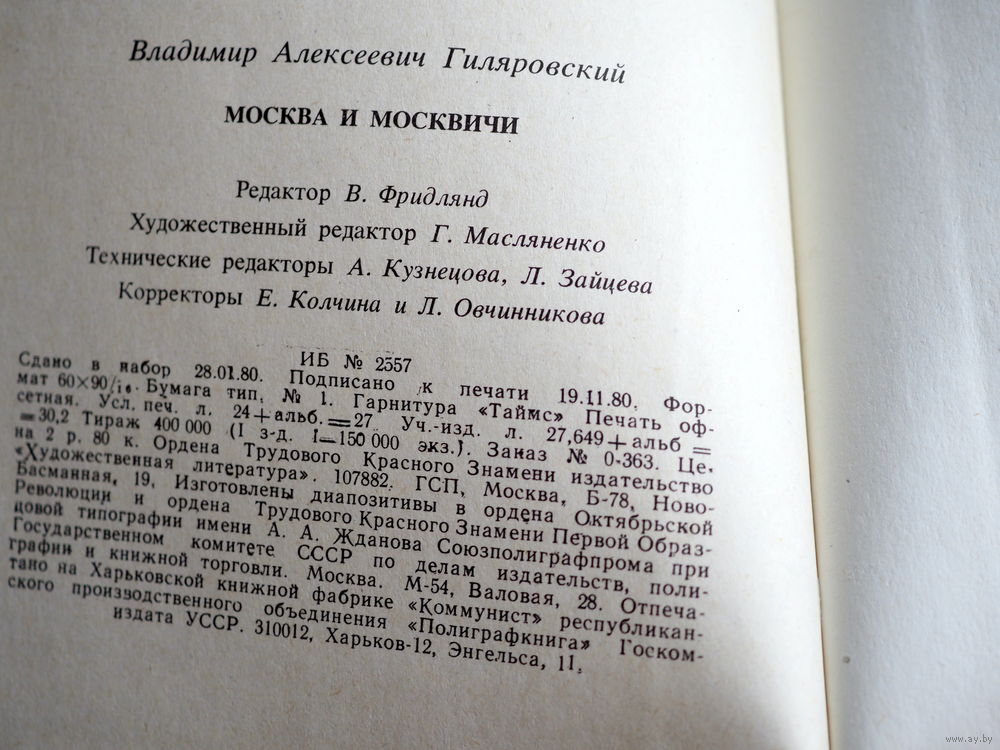 Владимир Алексеевич Гиляровский
МОСКВА И МОСКВИЧИ
Редактор В. Фридлянд
Художественный редактор Г. Масляненко
Технические редакторы А. Кузнецова, Л. Зайцева
Корректоры Е. Колчина и Л. Овчинникова
ИБ № 2557
Сдано в набор 28.01.80. Подписано к печати 19.11.80. Фор-
мат 60×90/16. Бумага тип. № 1. Гарнитура «Таймс» Печать оф-
сетная. Усл. печ. л. 24+альб.=27. Уч.-изд. л. 27,649+альб =
=30,2 Тираж 400 000 (I з-д. 1—150 000 экз.). Заказ № 0-363. Це-
на 2 р. 80 к. Ордена Трудового Красного Знамени издательство
«Художественная литература». 107882. ГСП, Москва, Б-78, Ново-
Басманная, 19, Изготовлены диапозитивы в ордена Октябрьской
Революции и ордена Трудового Красного Знамени Первой Образ-
цовой типографии имени А. А. Жданова Союзполиграфпрома при
Государственном комитете СССР по делам издательств, поли-
графии и книжной торговли. Москва. М-54, Валовая, 28. Отпеча-
тано на Харьковской книжной фабрике «Коммунист» республикан-
ского производственного объединения «Полиграфкнига» Госком-
издата УССР. 310012, Харьков-12, Энгельса, 11,
www.ay.by